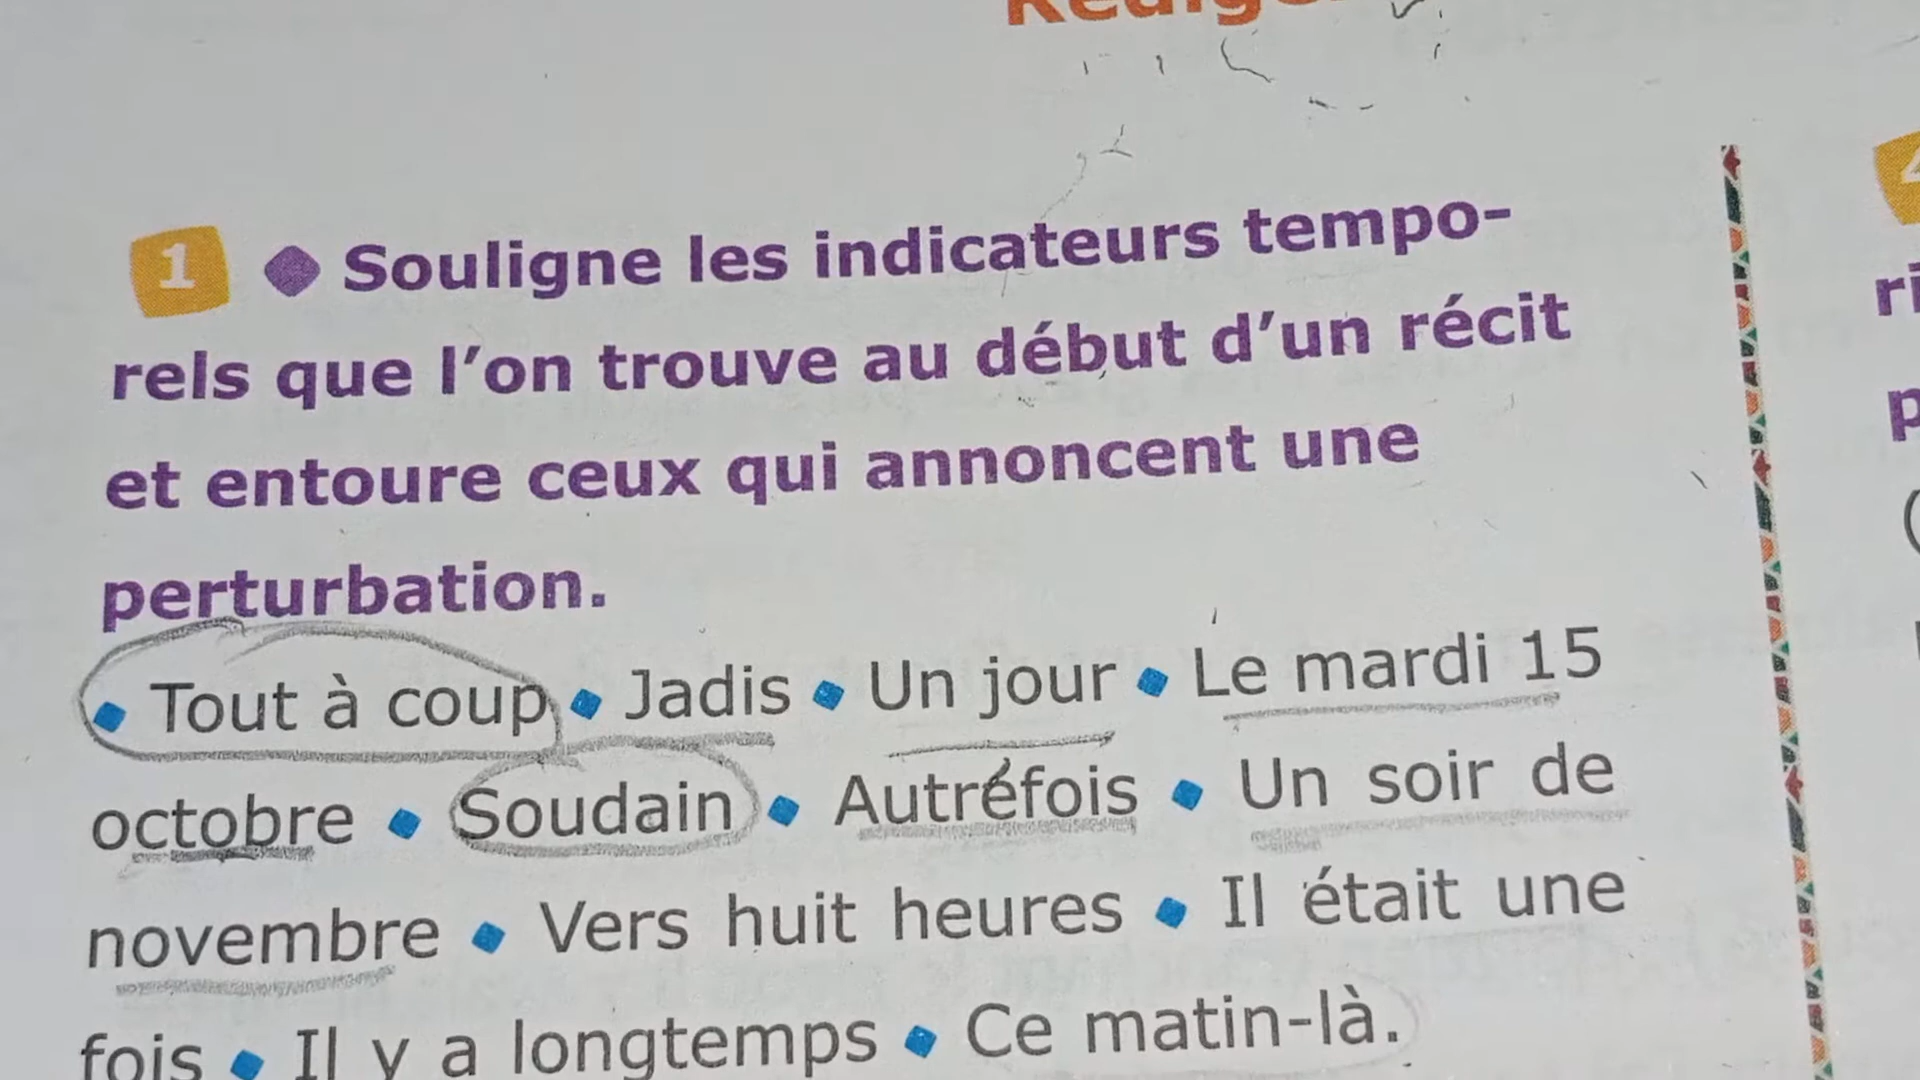 1 Souligne les indicateurs tempo-
rels que l'on trouve au début d'un récit
et entoure ceux qui annoncent une
perturbation.
• Tout à coup • Jadis • Un jour • Le mardi 15
octobre • Soudain • Autrefois • Un soir de
novembre • Vers huit heures • Il était une
fois • Il y a longtemps • Ce matin-là.